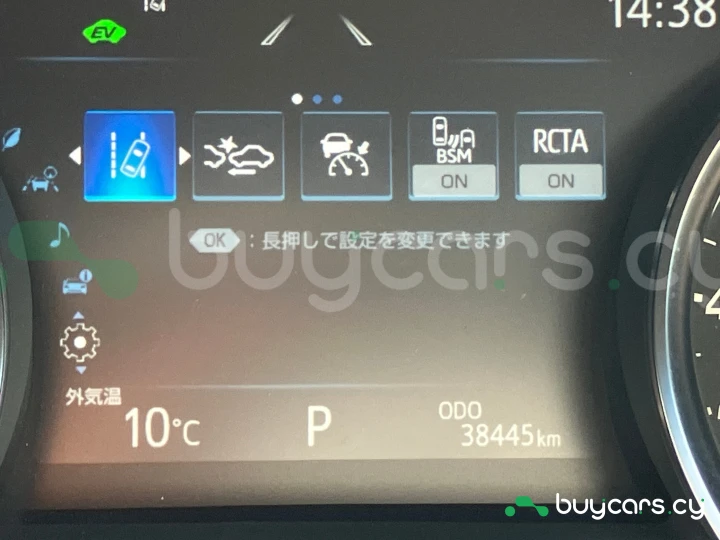 14:38
EV
BSM
ON
RCTA
ON
OK : 長押しで設定を変更できます
buycars.cy
外気温
10°C
P
ODO
38445km
buycars.cy